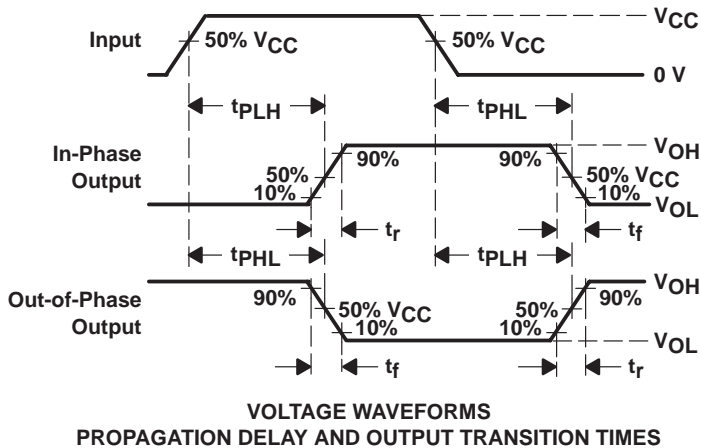 VCC
Input
50% VCC
50% VCC
0 V
tPLH
tPHL
In-Phase
Output
VOH
90%
90%
50%
50% VCC
10%
10%
VOL
tr
tf
tPHL
tPLH
Out-of-Phase
Output
VOH
90%
90%
50% VCC
50%
10%
10%
VOL
tf
tr
VOLTAGE WAVEFORMS
PROPAGATION DELAY AND OUTPUT TRANSITION TIMES